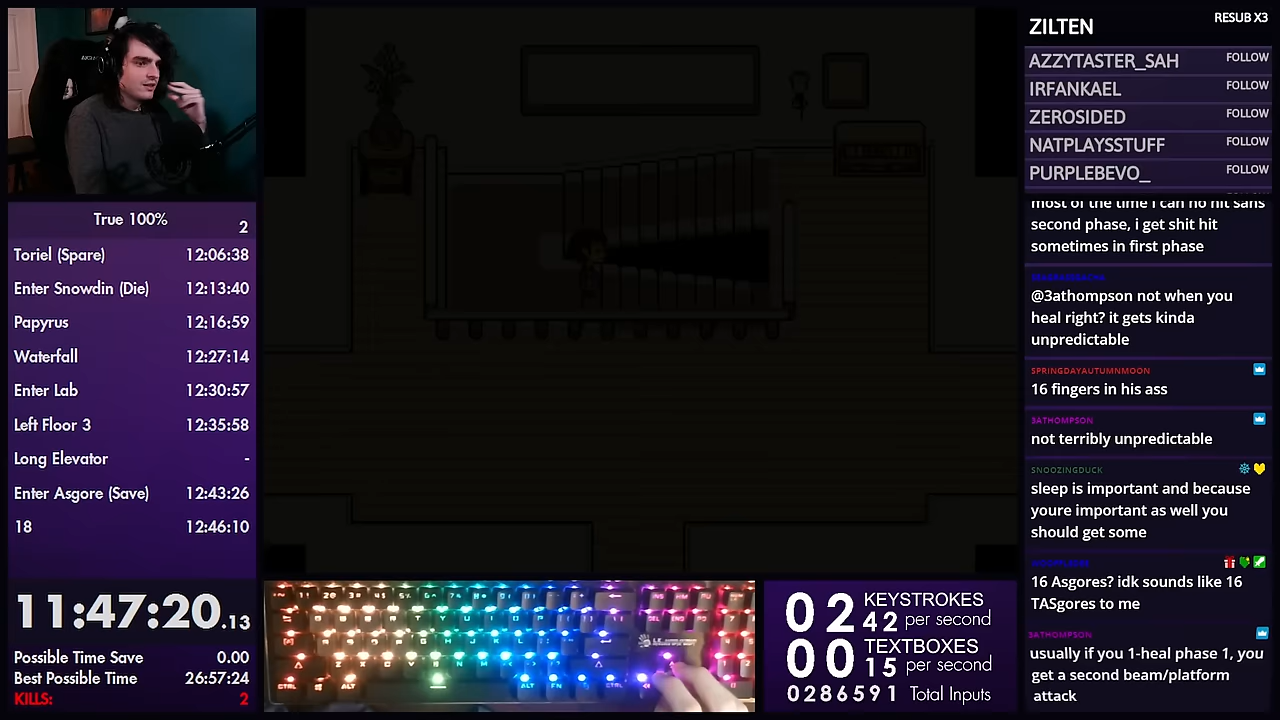 True 100%
2
Toriel (Spare) 12:06:38
Enter Snowdin (Die) 12:13:40
Papyrus 12:16:59
Waterfall 12:27:14
Enter Lab 12:30:57
Left Floor 3 12:35:58
Long Elevator -
Enter Asgore (Save) 12:43:26
18 12:46:10
11:47:20.13
Possible Time Save 0.00
Best Possible Time 26:57:24
KILLS: 2
02 42 KEYSTROKES per second
00 15 TEXTBOXES per second
0286591 Total Inputs
ZILTEN RESUB X3
AZZYTASTER_SAH FOLLOW
IRFANKAEL FOLLOW
ZEROSIDED FOLLOW
NATPLAYSSTUFF FOLLOW
PURPLEBEVO_ FOLLOW
most of the time i can no hit sans
second phase, i get shit hit
sometimes in first phase
@3athompson not when you
heal right? it gets kinda
unpredictable
SPRINGDAYAUTUMNMOON
16 fingers in his ass
3ATHOMPSON
not terribly unpredictable
SNOOZINGDUCK
sleep is important and because
youre important as well you
should get some
16 Asgores? idk sounds like 16
TASgores to me
3ATHOMPSON
usually if you 1-heal phase 1, you
get a second beam/platform
attack